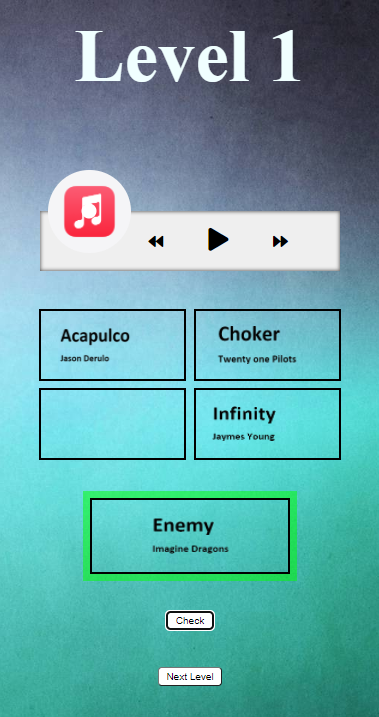 Level 1
Acapulco
Jason Derulo
Choker
Twenty one Pilots
Infinity
Jaymes Young
Enemy
Imagine Dragons
Check
Next Level